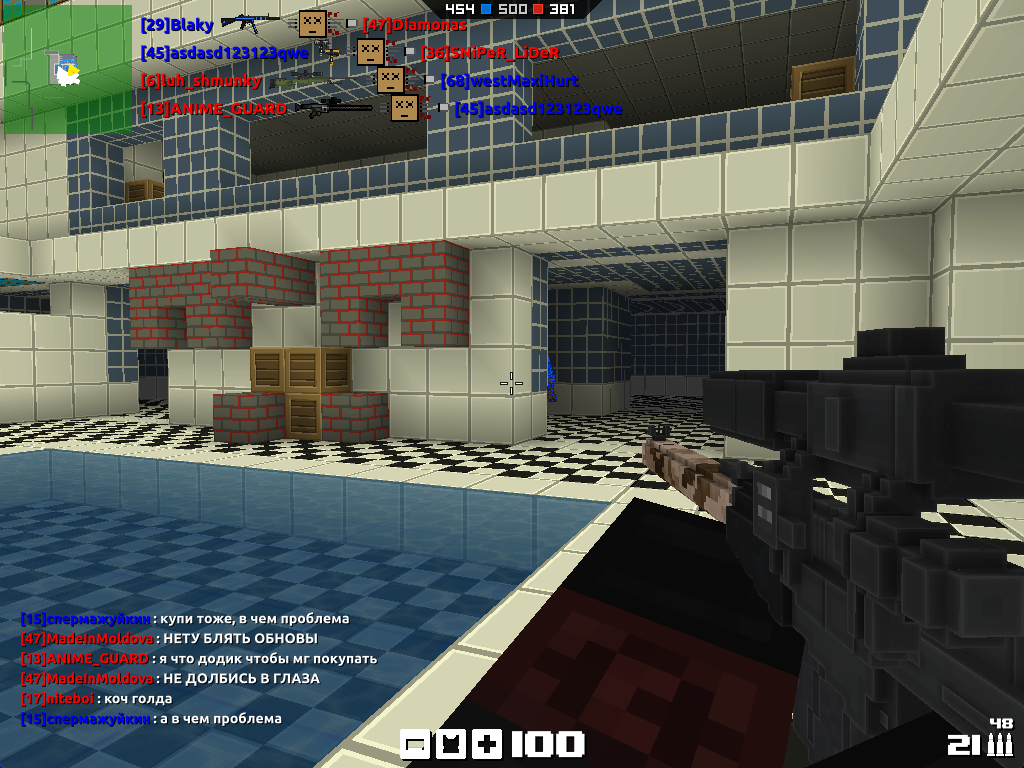 454 500 381
[29]Blaky [47]Diamonas
[45]asdasd123123qwe [36]SNiPeR_LiDeR
[6]luh_shmunky [68]westMaxiHurt
[13]ANIME_GUARD [45]asdasd123123qwe
[15]спермажуйкин : купи тоже, в чем проблема
[47]MadeInMoldova : НЕТУ БЛЯТЬ ОБНОВЫ
[13]ANIME_GUARD : я что додик чтобы мг покупать
[47]MadeInMoldova : НЕ ДОЛБИСЬ В ГЛАЗА
[17]niteboi : коч голда
[15]спермажуйкин : а в чем проблема
100
48
21